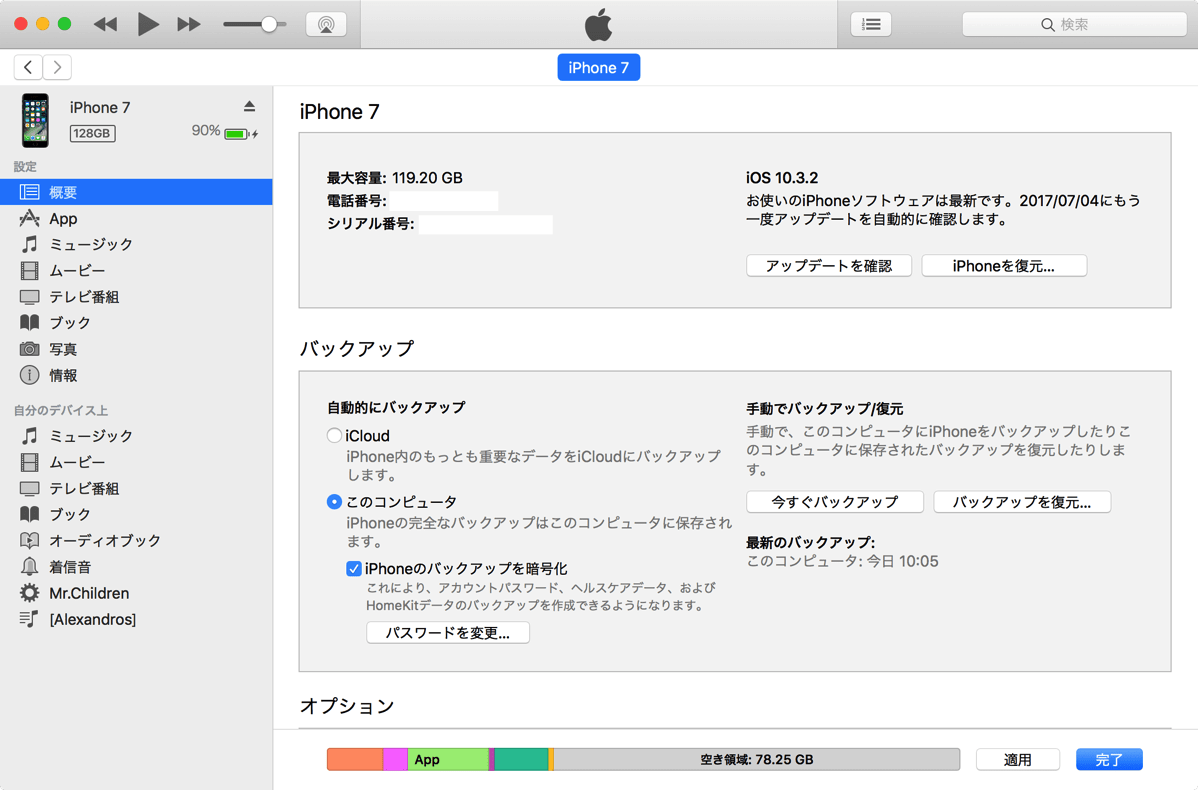 検索
iPhone 7
iPhone 7
128GB
90%
設定
概要
App
ミュージック
ムービー
テレビ番組
ブック
写真
情報
自分のデバイス上
ミュージック
ムービー
テレビ番組
ブック
オーディオブック
着信音
Mr.Children
[Alexandros]
iPhone 7
最大容量: 119.20 GB
電話番号:
シリアル番号:
iOS 10.3.2
お使いのiPhoneソフトウェアは最新です。2017/07/04にもう
一度アップデートを自動的に確認します。
アップデートを確認
iPhoneを復元...
バックアップ
自動的にバックアップ
iCloud
iPhone内のもっとも重要なデータをiCloudにバックアップ
します。
このコンピュータ
iPhoneの完全なバックアップはこのコンピュータに保存され
ます。
iPhoneのバックアップを暗号化
これにより、アカウントパスワード、ヘルスケアデータ、および
HomeKitデータのバックアップを作成できるようになります。
パスワードを変更...
手動でバックアップ/復元
手動で、このコンピュータにiPhoneをバックアップしたりこ
のコンピュータに保存されたバックアップを復元したりしま
す。
今すぐバックアップ
バックアップを復元...
最新のバックアップ:
このコンピュータ: 今日 10:05
オプション
App
空き領域: 78.25 GB
適用
完了